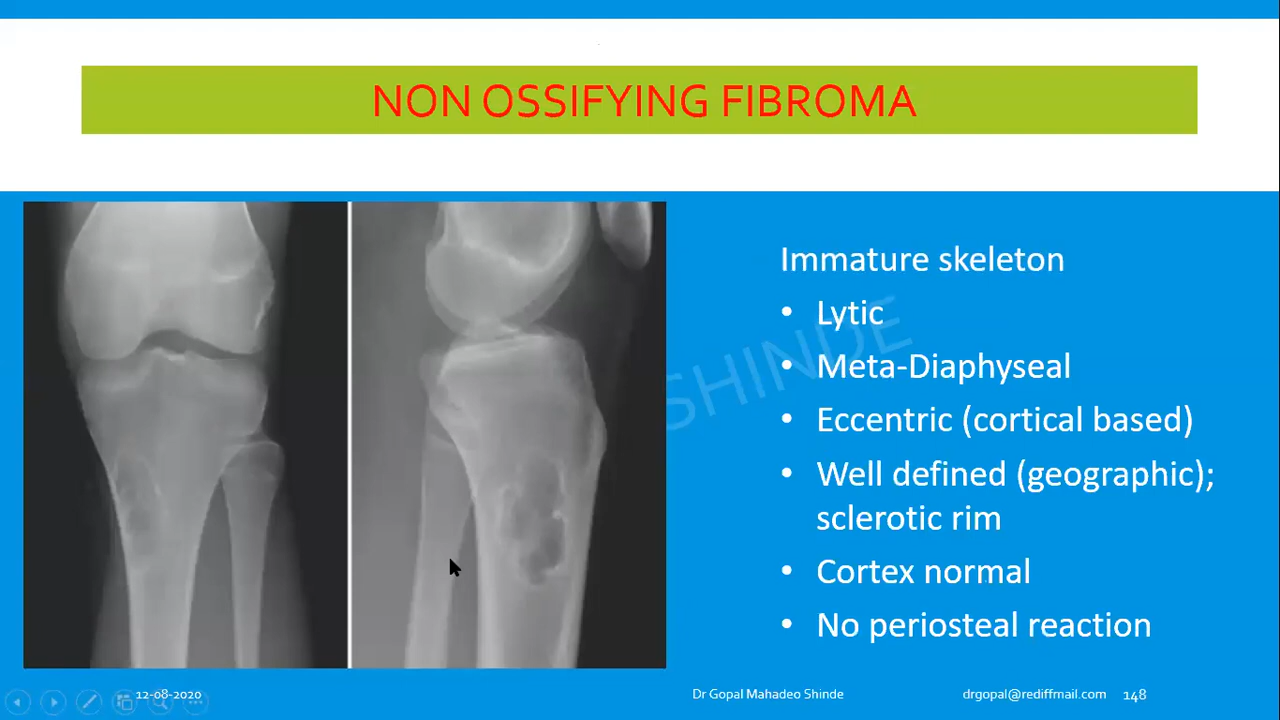 NON OSSIFYING FIBROMA
Immature skeleton
• Lytic
• Meta-Diaphyseal
• Eccentric (cortical based)
• Well defined (geographic);
sclerotic rim
• Cortex normal
• No periosteal reaction
SHINDE
12-08-2020
Dr Gopal Mahadeo Shinde
drgopal@rediffmail.com
148